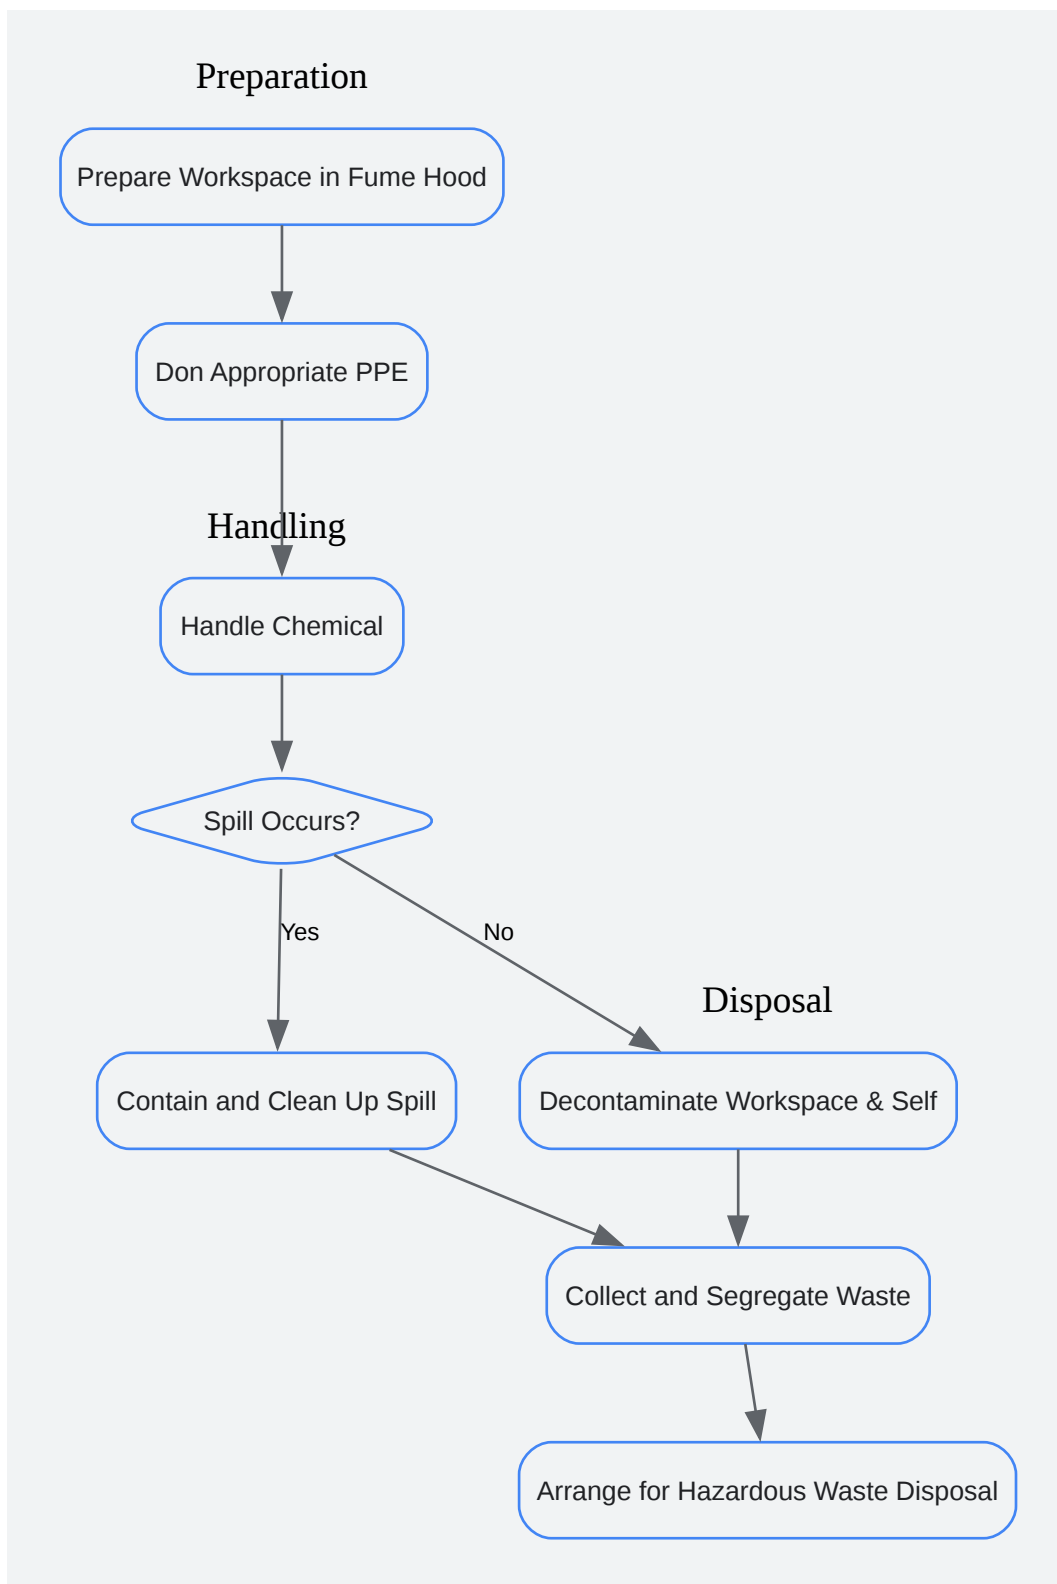 Preparation
Prepare Workspace in Fume Hood
Don Appropriate PPE
Handling
Handle Chemical
Spill Occurs?
Yes
No
Disposal
Contain and Clean Up Spill
Decontaminate Workspace & Self
Collect and Segregate Waste
Arrange for Hazardous Waste Disposal